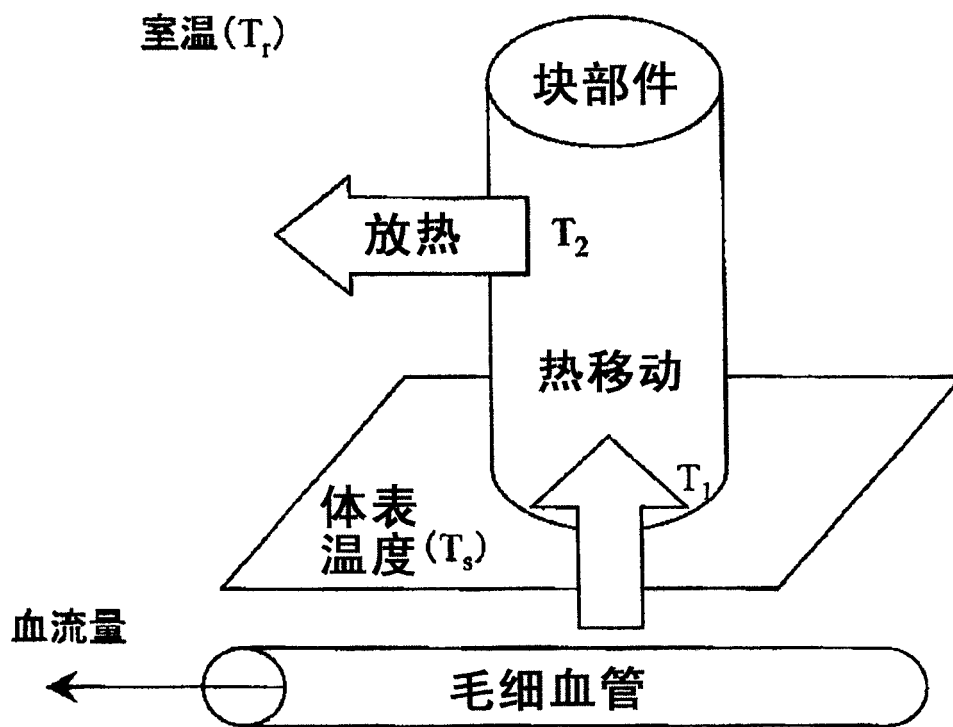 室温(Tr)
块部件
放热
T2
热移动
T1
体表
温度(Ts)
血流量
毛细血管